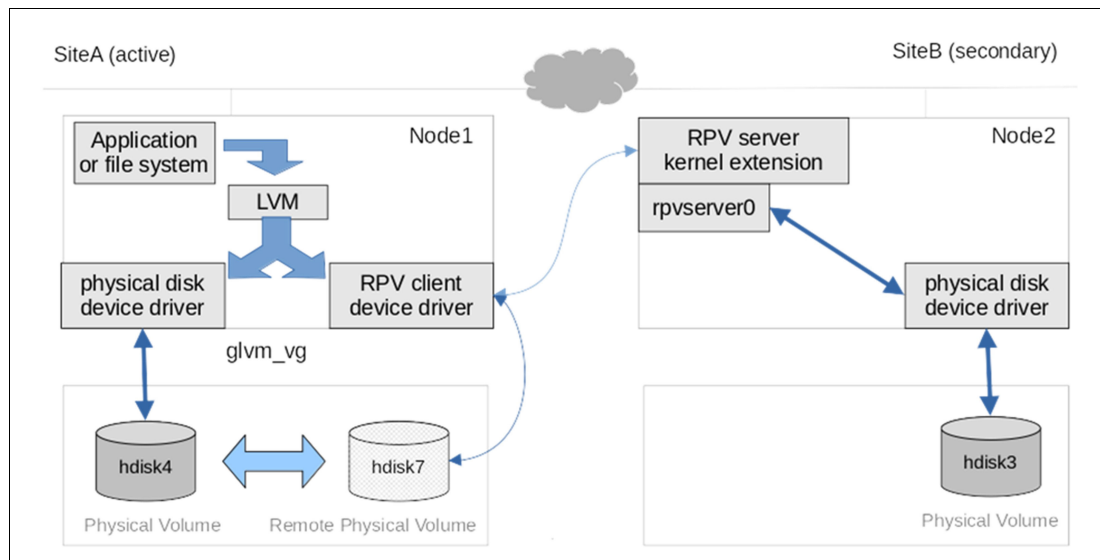 SiteA (active)
SiteB (secondary)
Application
or file system
Node1
LVM
physical disk
device driver
RPV client
device driver
glvm_vg
hdisk4
hdisk7
Physical Volume
Remote Physical Volume
RPV server
kernel extension
Node2
rpvserver0
physical disk
device driver
hdisk3
Physical Volume